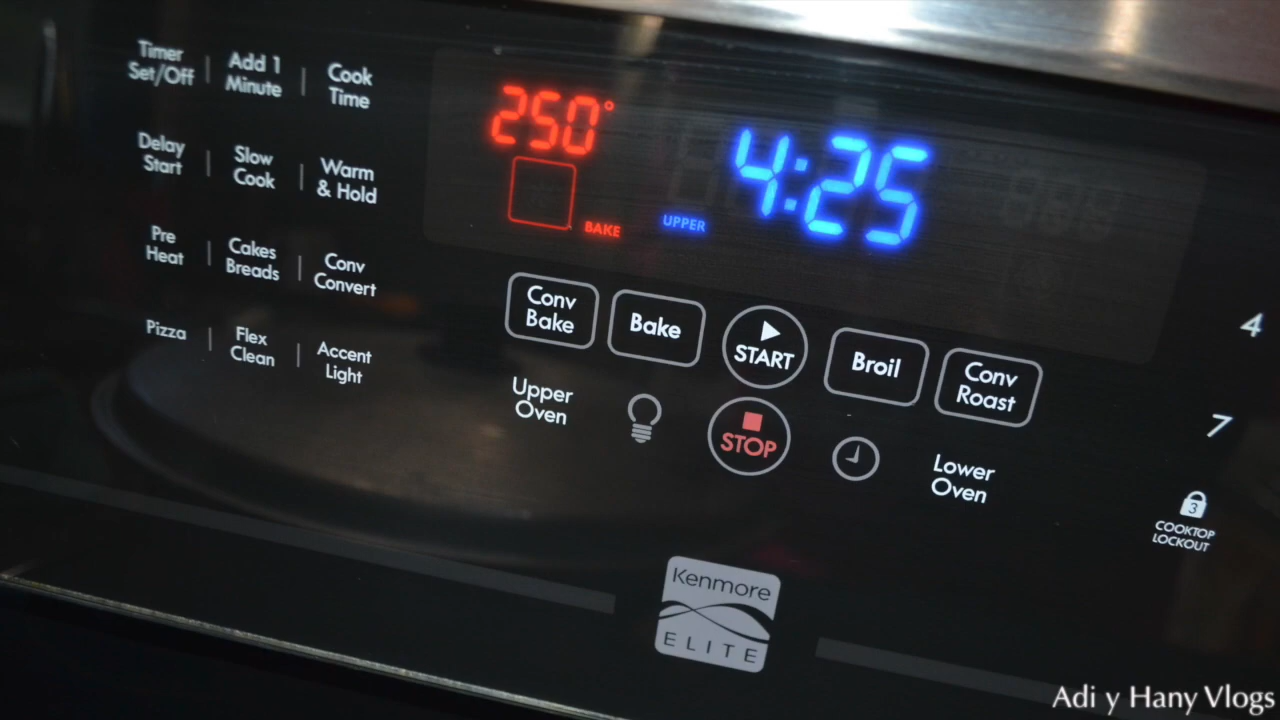 Timer Set/Off | Add 1 Minute | Cook Time
Delay Start | Slow Cook | Warm & Hold
Pre Heat | Cakes Breads | Conv Convert
Pizza | Flex Clean | Accent Light
250°
BAKE
UPPER
4:25
Conv Bake
Bake
START
Broil
Conv Roast
Upper Oven
STOP
Lower Oven
4
7
3
COOKTOP
LOCKOUT
Kenmore
ELITE
Adi y Hany Vlogs